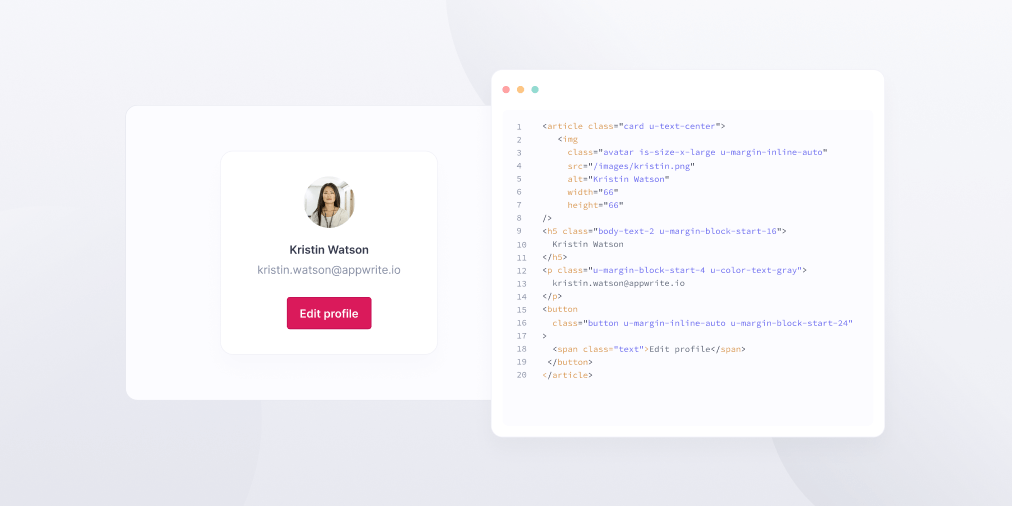 Kristin Watson
kristin.watson@appwrite.io
Edit profile
1 <article class="card u-text-center">
2 <img
3 class="avatar is-size-x-large u-margin-inline-auto"
4 src="/images/kristin.png"
5 alt="Kristin Watson"
6 width="66"
7 height="66"
8 />
9 <h5 class="body-text-2 u-margin-block-start-16">
10 Kristin Watson
11 </h5>
12 <p class="u-margin-block-start-4 u-color-text-gray">
13 kristin.watson@appwrite.io
14 </p>
15 <button
16 class="button u-margin-inline-auto u-margin-block-start-24"
17 >
18 <span class="text">Edit profile</span>
19 </button>
20 </article>